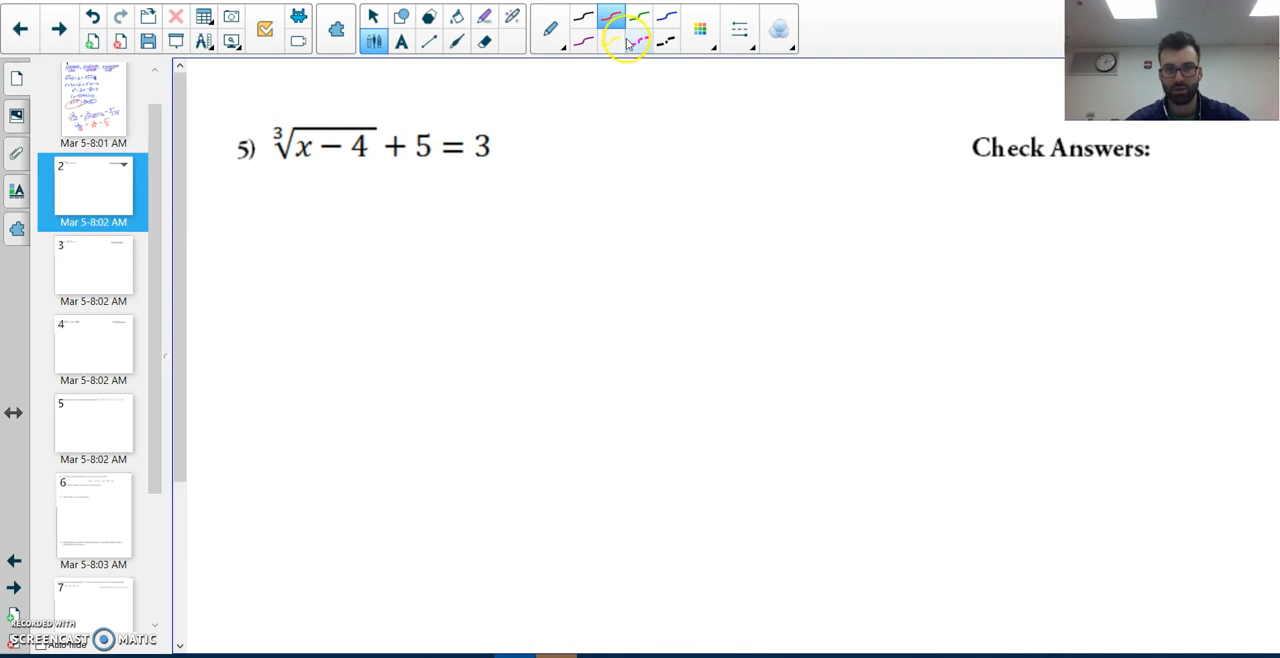 5) ∛(x − 4) + 5 = 3
Check Answers:
Mar 5-8:01 AM
2
Mar 5-8:02 AM
3
Mar 5-8:02 AM
4
Mar 5-8:02 AM
5
Mar 5-8:02 AM
6
Mar 5-8:03 AM
7
RECORDED WITH
SCREENCAST MATIC
Auto-hide